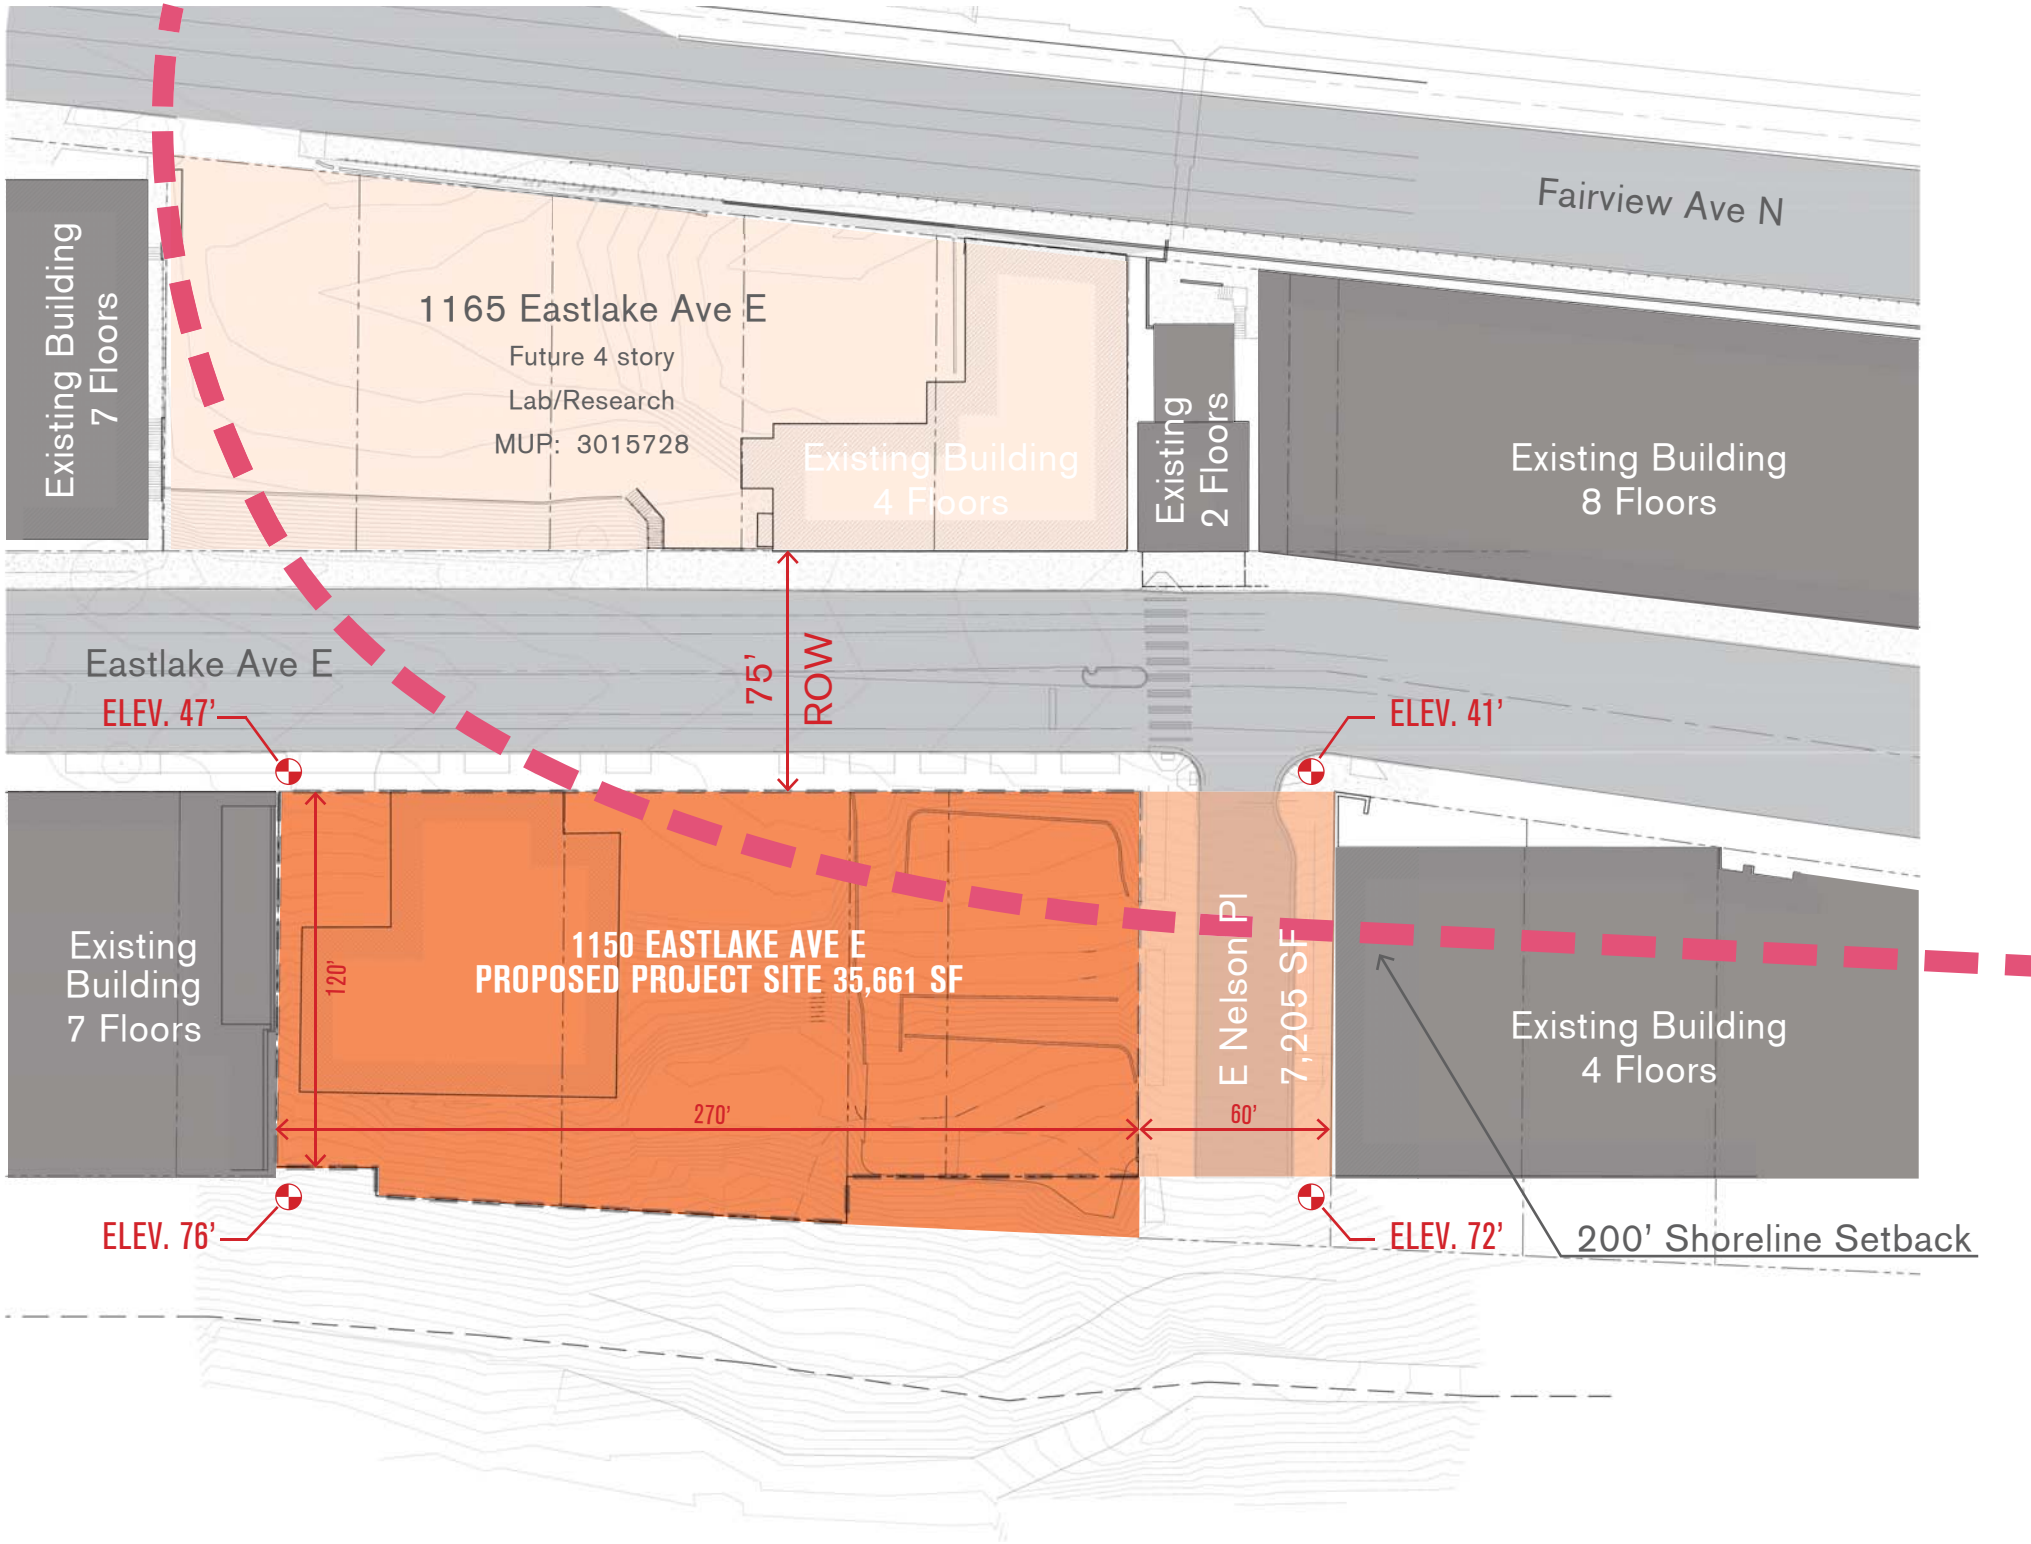 Fairview Ave N
Existing Building
7 Floors
1165 Eastlake Ave E
Future 4 story
Lab/Research
MUP: 3015728
Existing Building
4 Floors
Existing
2 Floors
Existing Building
8 Floors
Eastlake Ave E
75'
ROW
ELEV. 47'
ELEV. 41'
Existing
Building
7 Floors
120'
1150 EASTLAKE AVE E
PROPOSED PROJECT SITE 35,661 SF
270'
E Nelson Pl
7,205 SF
60'
Existing Building
4 Floors
ELEV. 76'
ELEV. 72'
200' Shoreline Setback